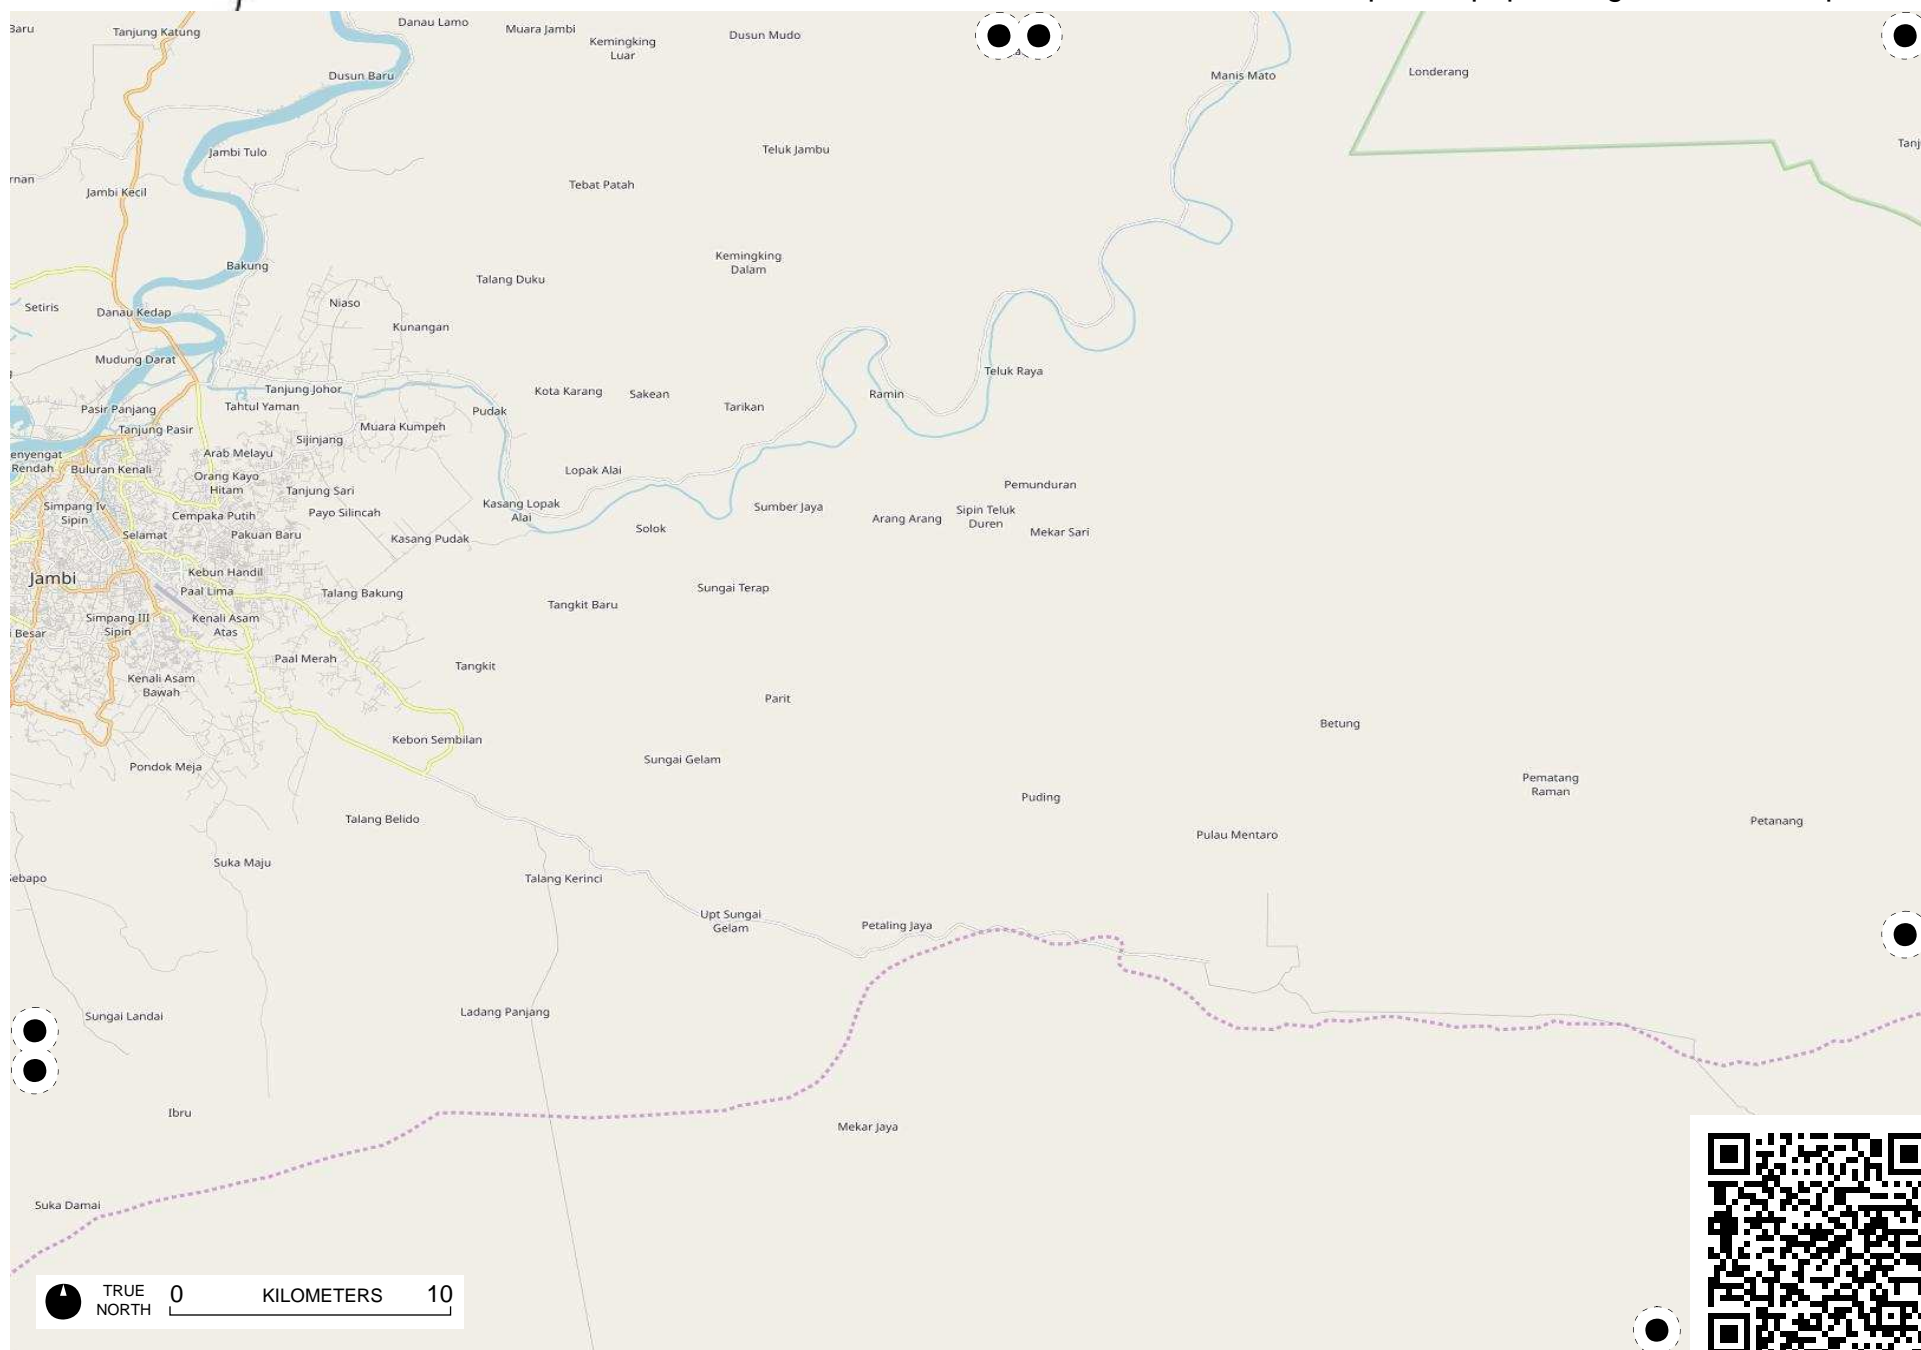 Baru
Tanjung Katung
Danau Lamo
Muara Jambi
Kemingking
Luar
Dusun Mudo
Dusun Baru
Manis Mato
Londerang
Jambi Tulo
Teluk Jambu
Tanj
rnan
Jambi Kecil
Tebat Patah
Bakung
Talang Duku
Kemingking
Dalam
Setiris
Danau Kedap
Niaso
Kunangan
Mudung Darat
Tanjung Johor
Kota Karang
Sakean
Tarikan
Ramin
Teluk Raya
Pasir Panjang
Tahtul Yaman
Pudak
Tanjung Pasir
Sijinjang
Muara Kumpeh
enyengat
Rendah
Buluran Kenali
Arab Melayu
Orang Kayo
Hitam
Tanjung Sari
Lopak Alai
Pemunduran
Simpang Iv
Sipin
Cempaka Putih
Payo Silincah
Kasang Lopak
Alai
Sumber Jaya
Arang Arang
Sipin Teluk
Duren
Mekar Sari
Selamat
Pakuan Baru
Kasang Pudak
Solok
Jambi
Kebun Handil
Paal Lima
Talang Bakung
Tangkit Baru
Sungai Terap
i Besar
Simpang III
Sipin
Kenali Asam
Atas
Paal Merah
Tangkit
Kenali Asam
Bawah
Parit
Betung
Kebon Sembilan
Sungai Gelam
Pondok Meja
Puding
Pematang
Raman
Talang Belido
Pulau Mentaro
Petanang
Suka Maju
Sebapo
Talang Kerinci
Upt Sungai
Gelam
Petaling Jaya
Sungai Landai
Ladang Panjang
Ibru
Mekar Jaya
Suka Damai
TRUE
NORTH
0 KILOMETERS 10